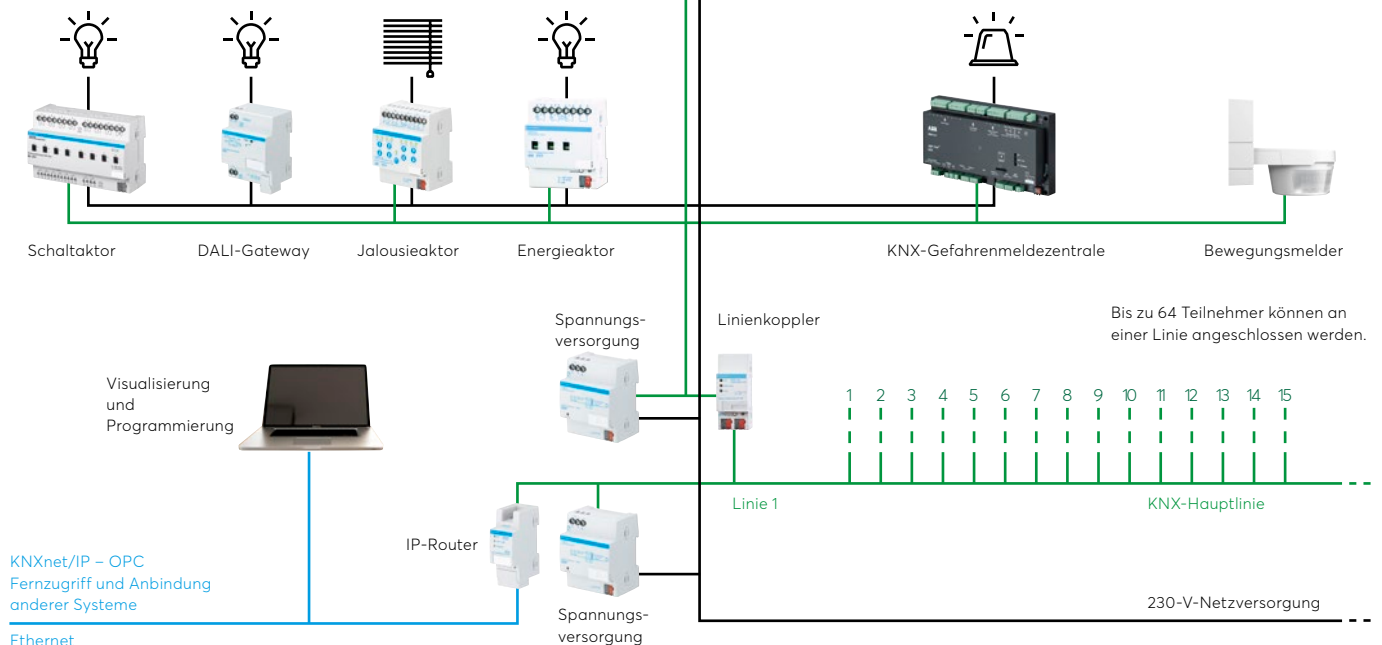 Schaltaktor
DALI-Gateway
Jalousieaktor
Energieaktor
KNX-Gefahrenmeldezentrale
Bewegungsmelder
Spannungs-
versorgung
Linienkoppler
Bis zu 64 Teilnehmer können an
einer Linie angeschlossen werden.
Visualisierung
und
Programmierung
1 2 3 4 5 6 7 8 9 10 11 12 13 14 15
Linie 1
KNX-Hauptlinie
IP-Router
KNXnet/IP – OPC
Fernzugriff und Anbindung
anderer Systeme
Ethernet
Spannungs-
versorgung
230-V-Netzversorgung
ABB